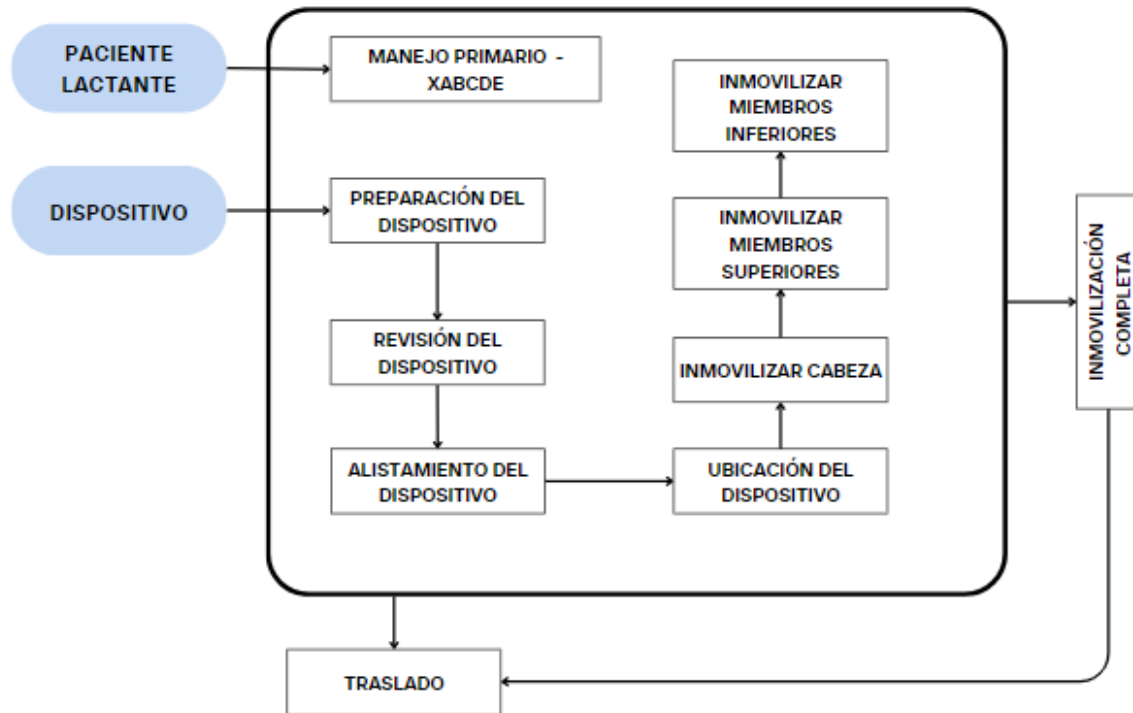 PACIENTE
LACTANTE
MANEJO PRIMARIO -
XABCDE
DISPOSITIVO
PREPARACIÓN DEL
DISPOSITIVO
REVISIÓN DEL
DISPOSITIVO
ALISTAMIENTO DEL
DISPOSITIVO
UBICACIÓN DEL
DISPOSITIVO
INMOVILIZAR CABEZA
INMOVILIZAR
MIEMBROS
SUPERIORES
INMOVILIZAR
MIEMBROS
INFERIORES
INMOVILIZACIÓN
COMPLETA
TRASLADO